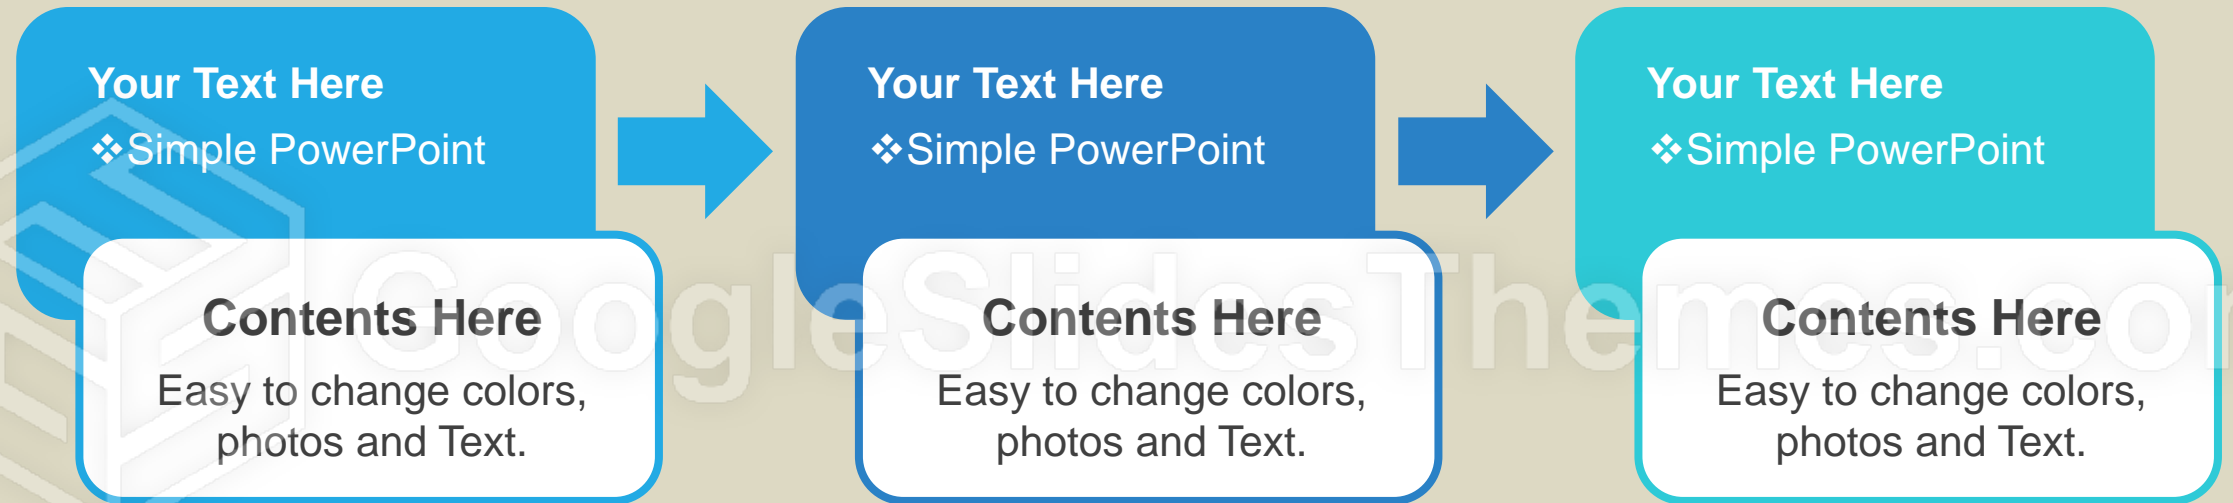 Your Text Here
❖Simple PowerPoint
Contents Here
Easy to change colors,
photos and Text.
Your Text Here
❖Simple PowerPoint
Contents Here
Easy to change colors,
photos and Text.
Your Text Here
❖Simple PowerPoint
Contents Here
Easy to change colors,
photos and Text.
GoogleSlidesThemes.co